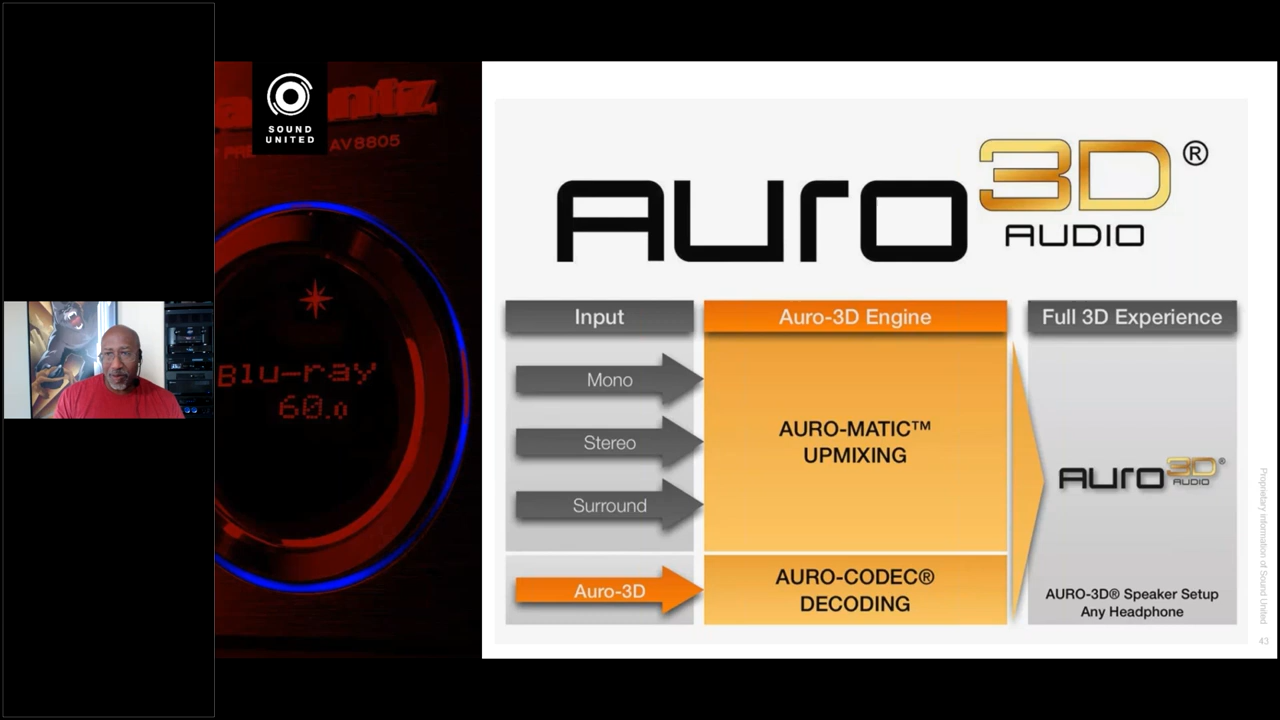 SOUND
UNITED
AV8805
Blu-ray
60.0
AURO 3D ®
AUDIO
Input
Auro-3D Engine
Full 3D Experience
Mono
Stereo
Surround
AURO-MATIC™
UPMIXING
Auro-3D
AURO-CODEC®
DECODING
AURO 3D ®
AUDIO
AURO-3D® Speaker Setup
Any Headphone
Proprietary information of Sound United
43